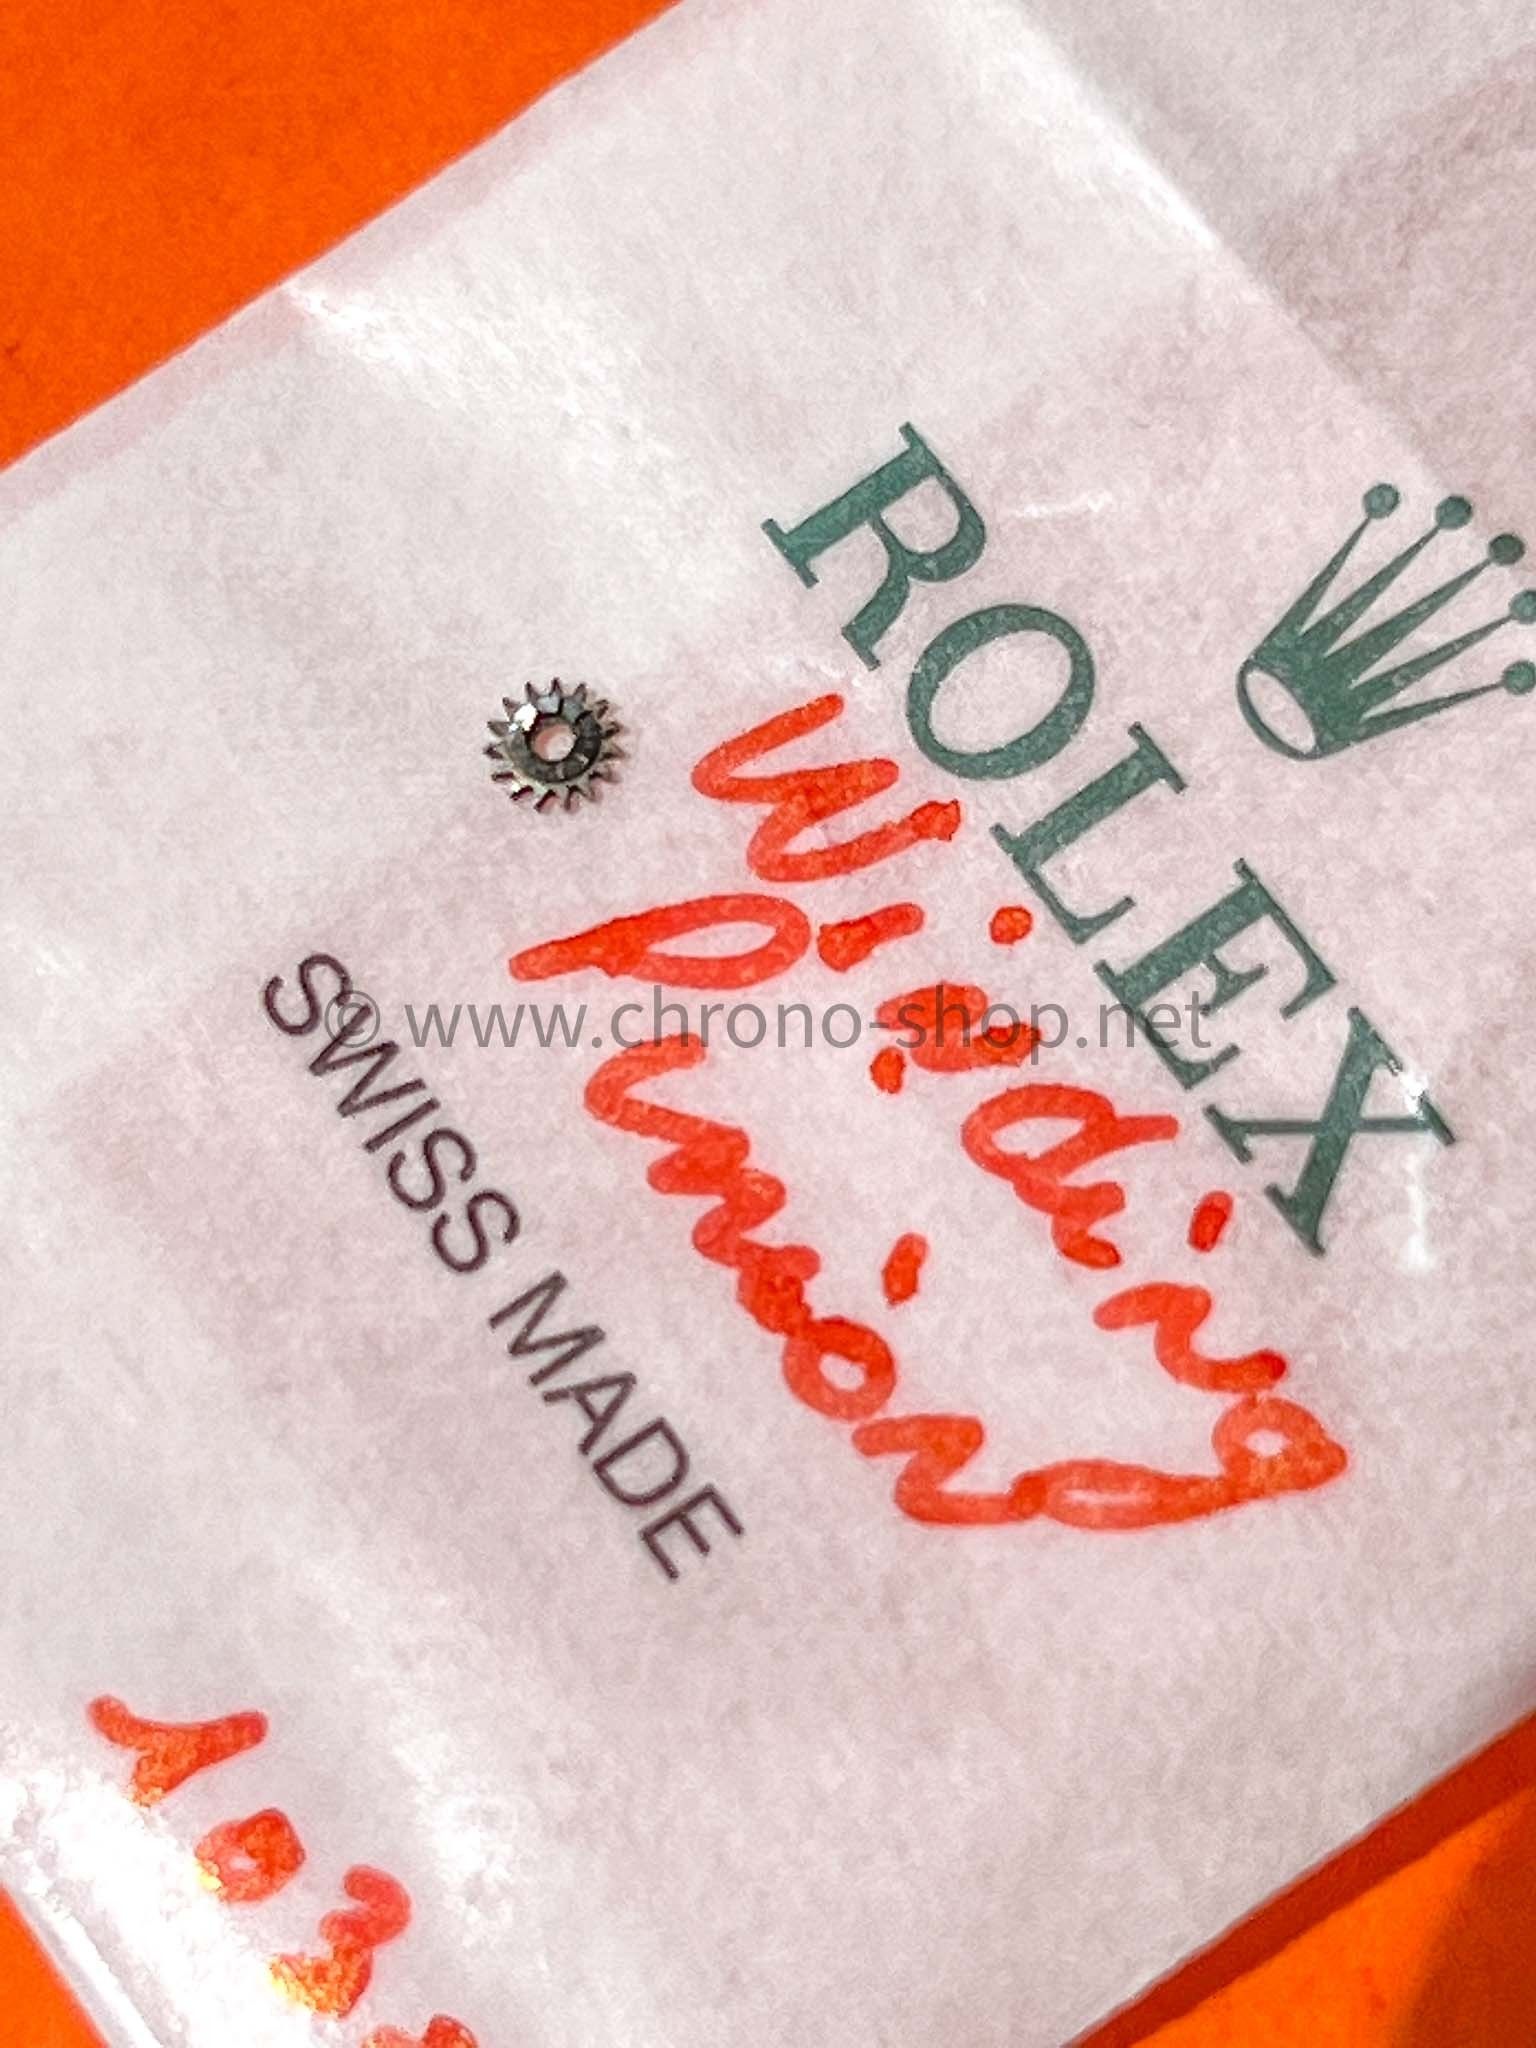 ROLEX
winding
pinion
SWISS MADE
© www.chrono-shop.net